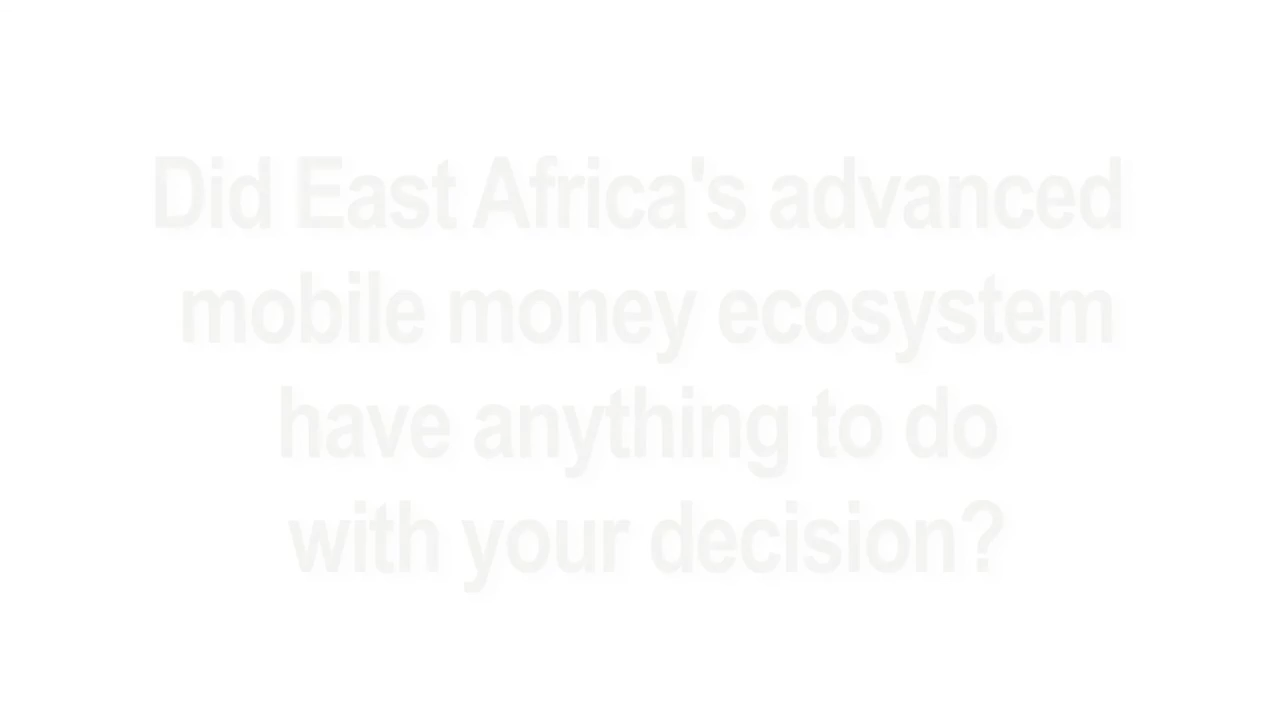 Did East Africa's advanced
mobile money ecosystem
have anything to do
with your decision?